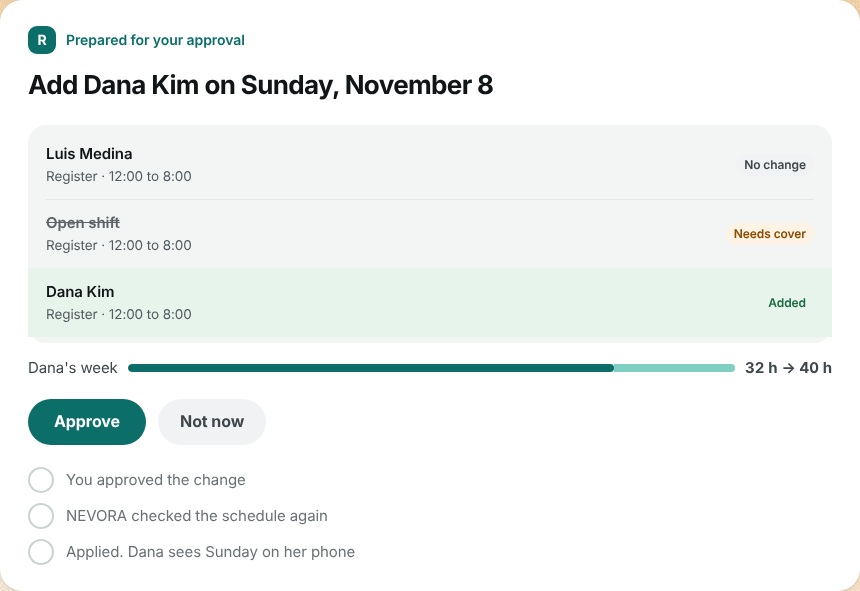 R Prepared for your approval
Add Dana Kim on Sunday, November 8
Luis Medina
Register · 12:00 to 8:00
No change
Open shift
Register · 12:00 to 8:00
Needs cover
Dana Kim
Register · 12:00 to 8:00
Added
Dana's week 32 h → 40 h
Approve Not now
You approved the change
NEVORA checked the schedule again
Applied. Dana sees Sunday on her phone